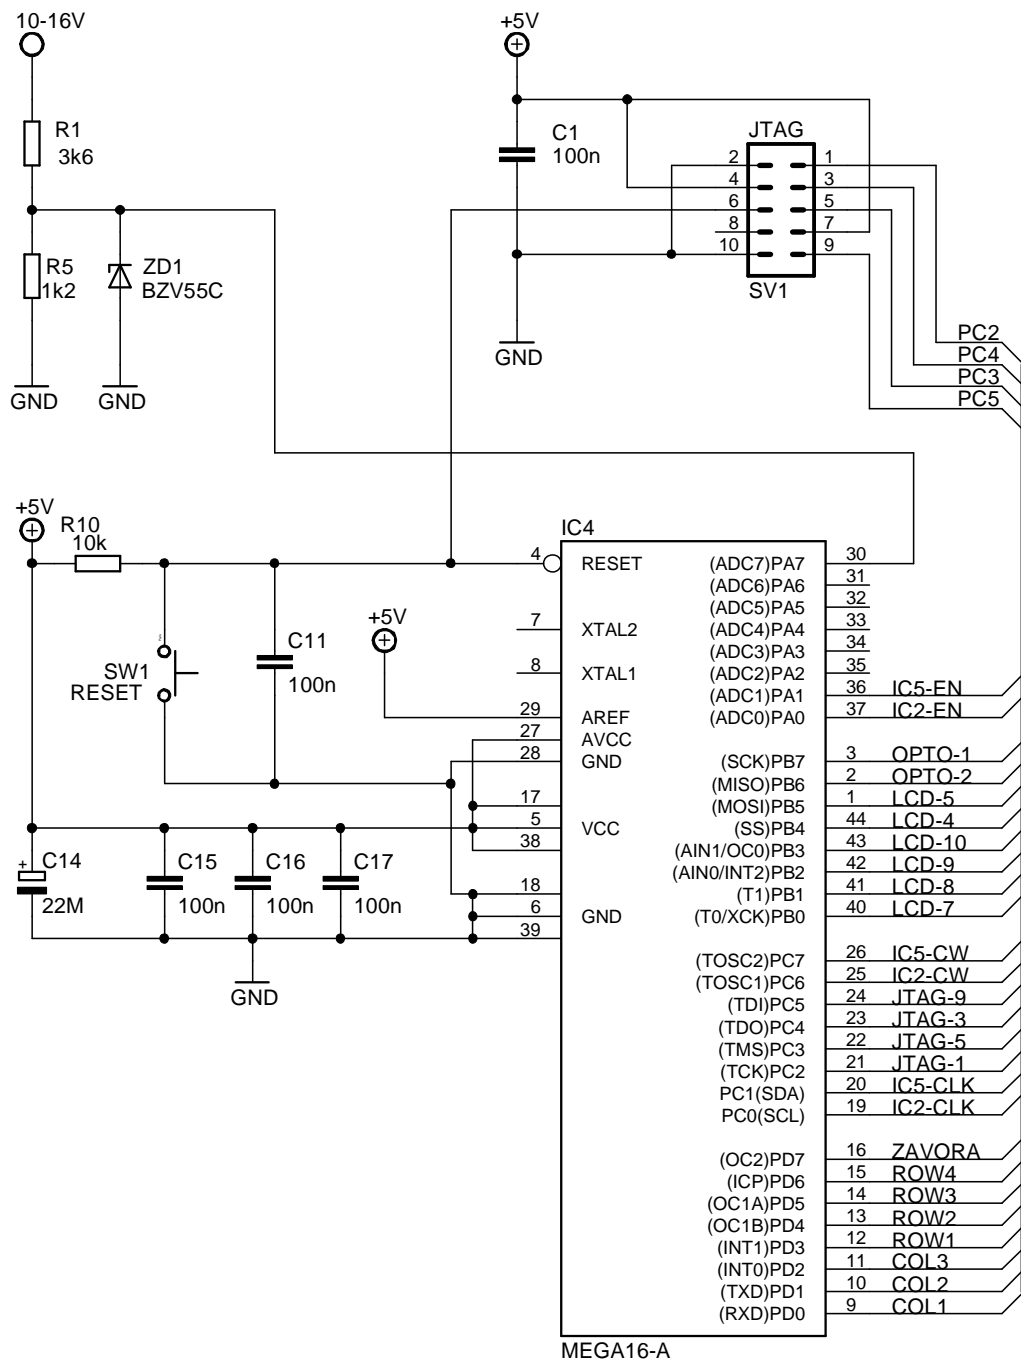 10-16V
+5V
R1
3k6
C1
100n
JTAG
2 1
4 3
6 5
8 7
10 9
SV1
R5
1k2
ZD1
BZV55C
GND
GND
GND
PC2
PC4
PC3
PC5
+5V
R10
10k
IC4
4 RESET (ADC7)PA7 30
(ADC6)PA6 31
(ADC5)PA5 32
+5V
7 XTAL2 (ADC4)PA4 33
(ADC3)PA3 34
C11
100n
SW1
RESET
8 XTAL1 (ADC2)PA2 35
(ADC1)PA1 36 IC5-EN
29 AREF (ADC0)PA0 37 IC2-EN
27 AVCC
28 GND (SCK)PB7 3 OPTO-1
(MISO)PB6 2 OPTO-2
17 (MOSI)PB5 1 LCD-5
5 VCC (SS)PB4 44 LCD-4
38 (AIN1/OC0)PB3 43 LCD-10
(AIN0/INT2)PB2 42 LCD-9
18 (T1)PB1 41 LCD-8
6 GND (T0/XCK)PB0 40 LCD-7
39
+ C14
22M
C15
100n
C16
100n
C17
100n
GND
(TOSC2)PC7 26 IC5-CW
(TOSC1)PC6 25 IC2-CW
(TDI)PC5 24 JTAG-9
(TDO)PC4 23 JTAG-3
(TMS)PC3 22 JTAG-5
(TCK)PC2 21 JTAG-1
PC1(SDA) 20 IC5-CLK
PC0(SCL) 19 IC2-CLK
(OC2)PD7 16 ZAVORA
(ICP)PD6 15 ROW4
(OC1A)PD5 14 ROW3
(OC1B)PD4 13 ROW2
(INT1)PD3 12 ROW1
(INT0)PD2 11 COL3
(TXD)PD1 10 COL2
(RXD)PD0 9 COL1
MEGA16-A